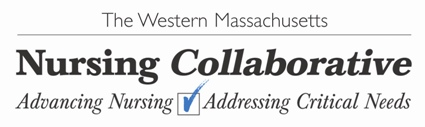 The Western Massachusetts
Nursing Collaborative
Advancing Nursing Addressing Critical Needs